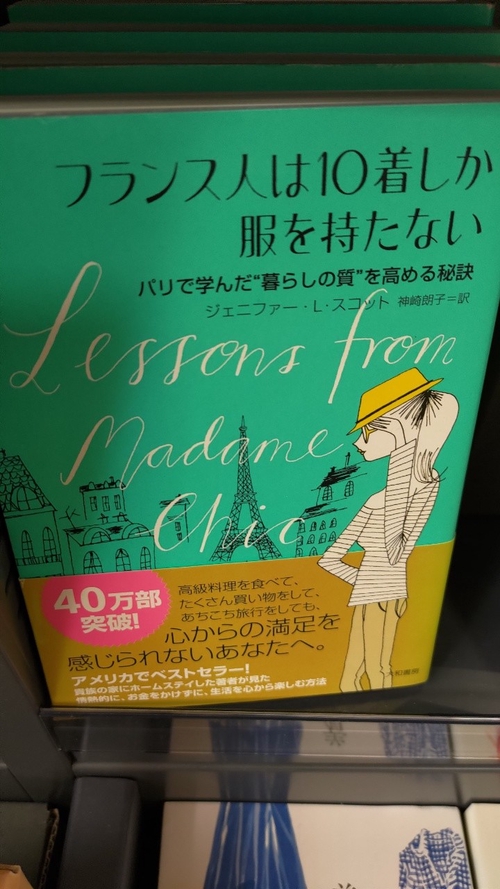 フランス人は10着しか
服を持たない
パリで学んだ“暮らしの質”を高める秘訣
ジェニファー・L・スコット 神崎朗子＝訳
Lessons from
Madame
Chic
40万部
突破!
高級料理を食べて、
たくさん買い物をして、
あちこち旅行をしても、
心からの満足を
感じられないあなたへ。
アメリカでベストセラー!
貴族の家にホームステイした著者が見た
情熱的に、お金をかけずに、生活を心から楽しむ方法
大和書房